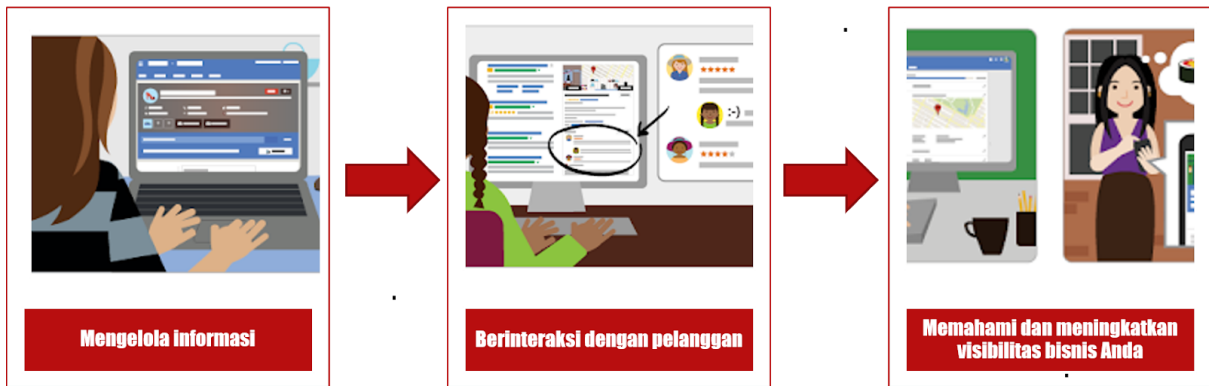 Mengelola informasi
Berinteraksi dengan pelanggan
Memahami dan meningkatkan
visibilitas bisnis Anda
:-)